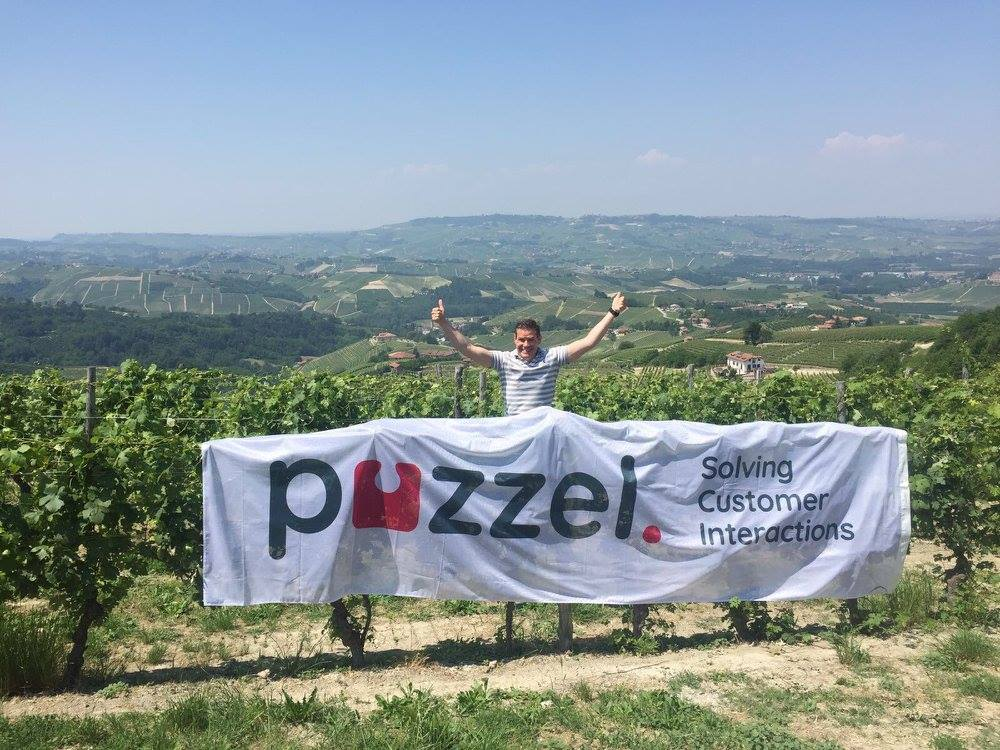 puzzel.
Solving
Customer
Interactions